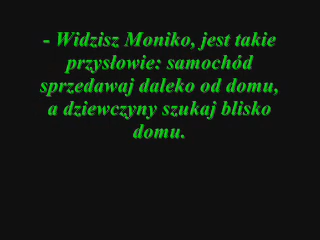 - Widzisz Moniko, jest takie
przysłowie: samochód
sprzedawaj daleko od domu,
a dziewczyny szukaj blisko
domu.